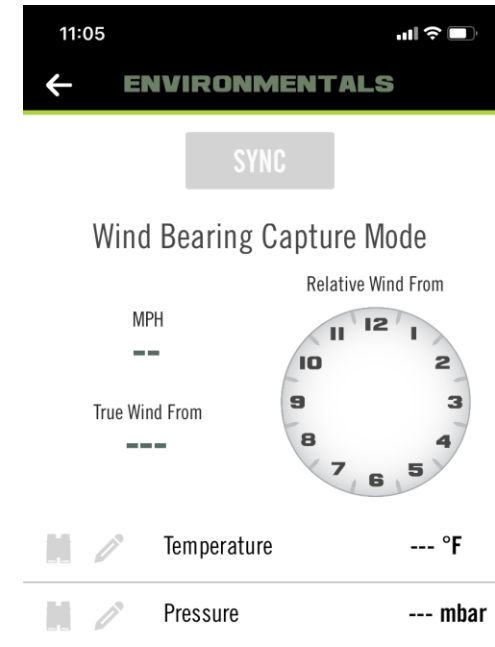 11:05
ENVIRONMENTALS
SYNC
Wind Bearing Capture Mode
MPH
--
True Wind From
---
Relative Wind From
12
1
2
3
4
5
6
7
8
9
10
11
Temperature --- °F
Pressure --- mbar